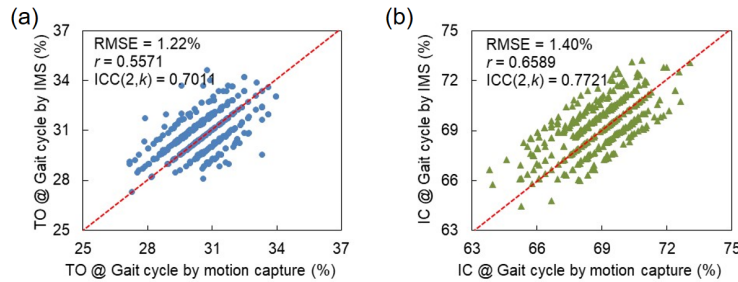 (a)
RMSE = 1.22%
r = 0.5571
ICC(2,k) = 0.7011
TO @ Gait cycle by IMS (%)
37
34
31
28
25
25 28 31 34 37
TO @ Gait cycle by motion capture (%)
(b)
RMSE = 1.40%
r = 0.6589
ICC(2,k) = 0.7721
IC @ Gait cycle by IMS (%)
75
72
69
66
63
63 66 69 72 75
IC @ Gait cycle by motion capture (%)